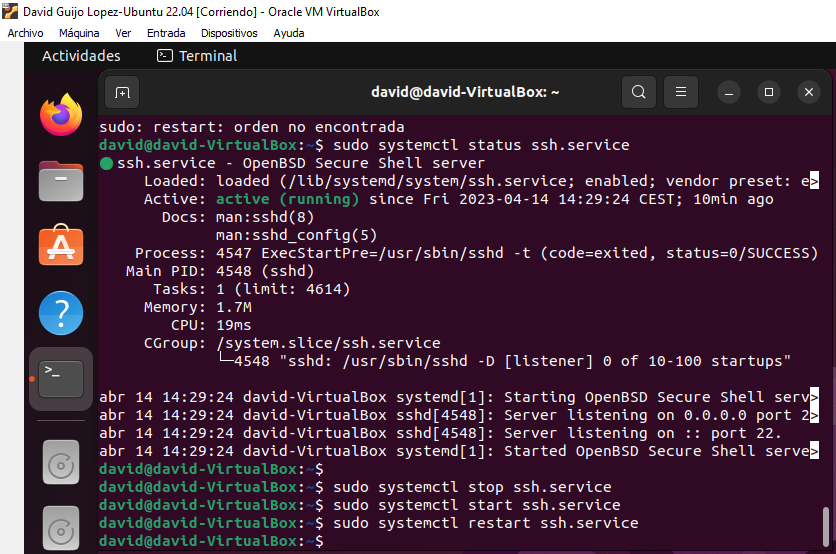 David Guijo Lopez-Ubuntu 22.04 [Corriendo] - Oracle VM VirtualBox
Archivo Máquina Ver Entrada Dispositivos Ayuda
Actividades Terminal
david@david-VirtualBox: ~
sudo: restart: orden no encontrada
david@david-VirtualBox:~$ sudo systemctl status ssh.service
ssh.service - OpenBSD Secure Shell server
Loaded: loaded (/lib/systemd/system/ssh.service; enabled; vendor preset: e>
Active: active (running) since Fri 2023-04-14 14:29:24 CEST; 10min ago
Docs: man:sshd(8)
man:sshd_config(5)
Process: 4547 ExecStartPre=/usr/sbin/sshd -t (code=exited, status=0/SUCCESS)
Main PID: 4548 (sshd)
Tasks: 1 (limit: 4614)
Memory: 1.7M
CPU: 19ms
CGroup: /system.slice/ssh.service
└─4548 "sshd: /usr/sbin/sshd -D [listener] 0 of 10-100 startups"
abr 14 14:29:24 david-VirtualBox systemd[1]: Starting OpenBSD Secure Shell serv>
abr 14 14:29:24 david-VirtualBox sshd[4548]: Server listening on 0.0.0.0 port 2>
abr 14 14:29:24 david-VirtualBox sshd[4548]: Server listening on :: port 22.
abr 14 14:29:24 david-VirtualBox systemd[1]: Started OpenBSD Secure Shell serve>
david@david-VirtualBox:~$
david@david-VirtualBox:~$ sudo systemctl stop ssh.service
david@david-VirtualBox:~$ sudo systemctl start ssh.service
david@david-VirtualBox:~$ sudo systemctl restart ssh.service
david@david-VirtualBox:~$